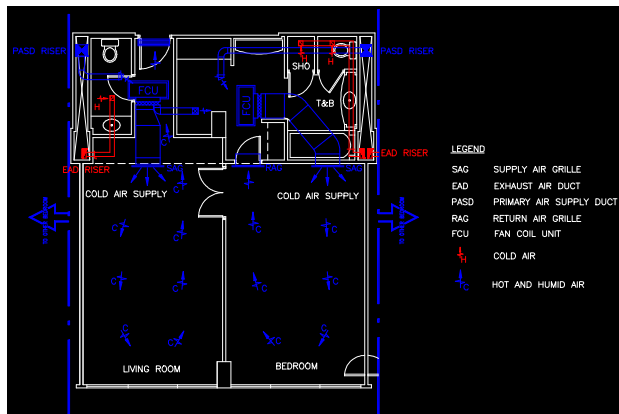 PASD RISER
PASD RISER
SHO
FCU
FCU
T&B
H
H
H
EAD RISER
EAD RISER
SAG
RAG
SAG
COLD AIR SUPPLY
COLD AIR SUPPLY
C
C
C
C
C
C
C
C
C
C
C
C
LIVING ROOM
BEDROOM
LEGEND
SAG SUPPLY AIR GRILLE
EAD EXHAUST AIR DUCT
PASD PRIMARY AIR SUPPLY DUCT
RAG RETURN AIR GRILLE
FCU FAN COIL UNIT
H COLD AIR
C HOT AND HUMID AIR